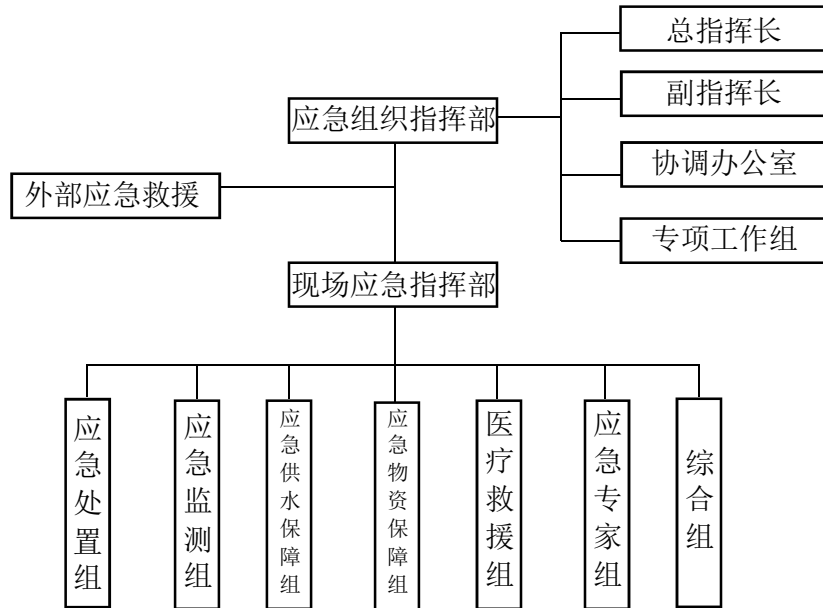 总指挥长
副指挥长
应急组织指挥部
协调办公室
外部应急救援
专项工作组
现场应急指挥部
应急处置组
应急监测组
应急供水保障组
应急物资保障组
医疗救援组
应急专家组
综合组